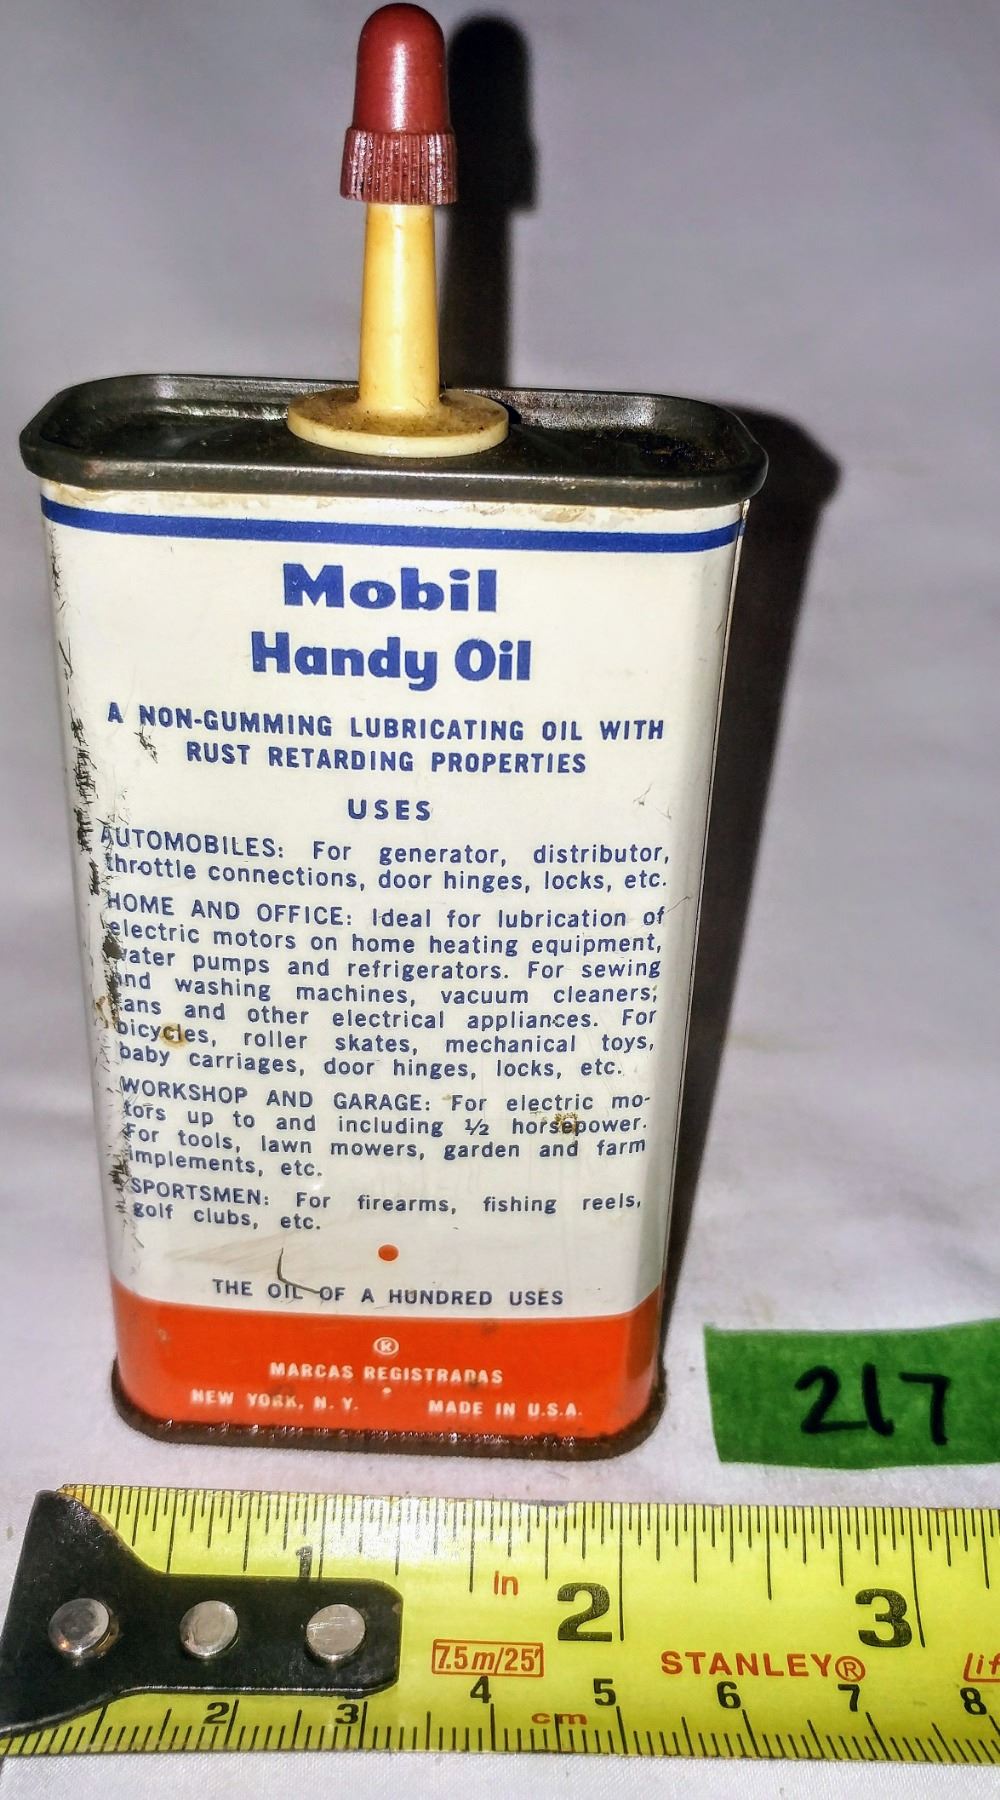 Mobil
Handy Oil
A NON-GUMMING LUBRICATING OIL WITH
RUST RETARDING PROPERTIES
USES
AUTOMOBILES: For generator, distributor,
throttle connections, door hinges, locks, etc.
HOME AND OFFICE: Ideal for lubrication of
electric motors on home heating equipment,
water pumps and refrigerators. For sewing
and washing machines, vacuum cleaners;
fans and other electrical appliances. For
bicycles, roller skates, mechanical toys,
baby carriages, door hinges, locks, etc.
WORKSHOP AND GARAGE: For electric mo-
tors up to and including ½ horsepower.
For tools, lawn mowers, garden and farm
implements, etc.
SPORTSMEN: For firearms, fishing reels,
golf clubs, etc.
THE OIL OF A HUNDRED USES
®
MARCAS REGISTRADAS
NEW YORK, N. Y. MADE IN U.S.A.
217
1 in 2 3
7.5m/25' STANLEY®
2 3 4 5 6 7 8
cm